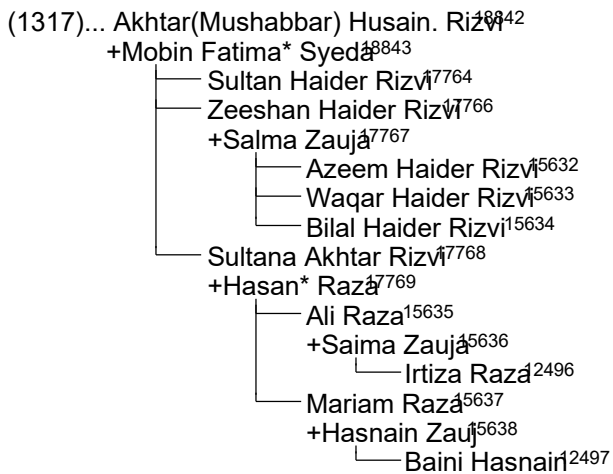 (1317)... Akhtar(Mushabbar) Husain. Rizvi18842
+Mobin Fatima* Syeda18843
Sultan Haider Rizvi17764
Zeeshan Haider Rizvi17766
+Salma Zauja17767
Azeem Haider Rizvi15632
Waqar Haider Rizvi15633
Bilal Haider Rizvi15634
Sultana Akhtar Rizvi17768
+Hasan* Raza17769
Ali Raza15635
+Saima Zauja15636
Irtiza Raza12496
Mariam Raza15637
+Hasnain Zauj15638
Baini Hasnain12497